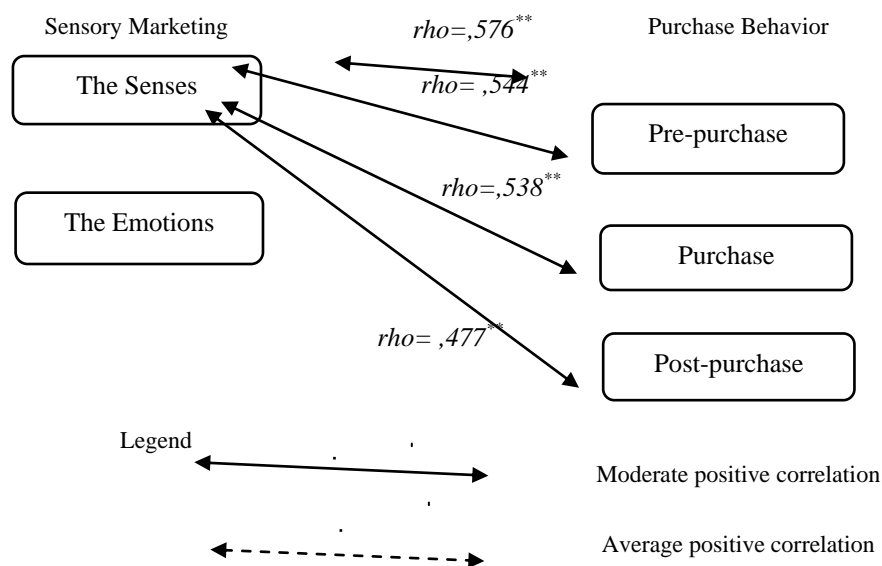 Sensory Marketing
rho=,576**
Purchase Behavior
The Senses
rho= ,544**
Pre-purchase
rho=,538**
The Emotions
Purchase
rho= ,477**
Post-purchase
Legend
Moderate positive correlation
Average positive correlation